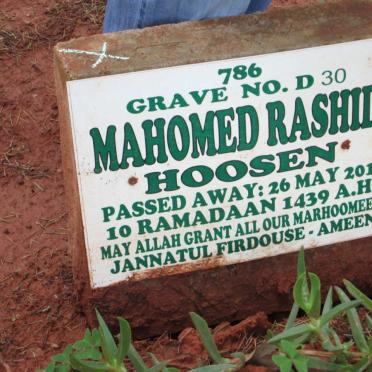 786
GRAVE NO. D 30
MAHOMED RASHID
HOOSEN
PASSED AWAY: 26 MAY 201
10 RAMADAAN 1439 A.H
MAY ALLAH GRANT ALL OUR MARHOOMEE
JANNATUL FIRDOUSE - AMEEN